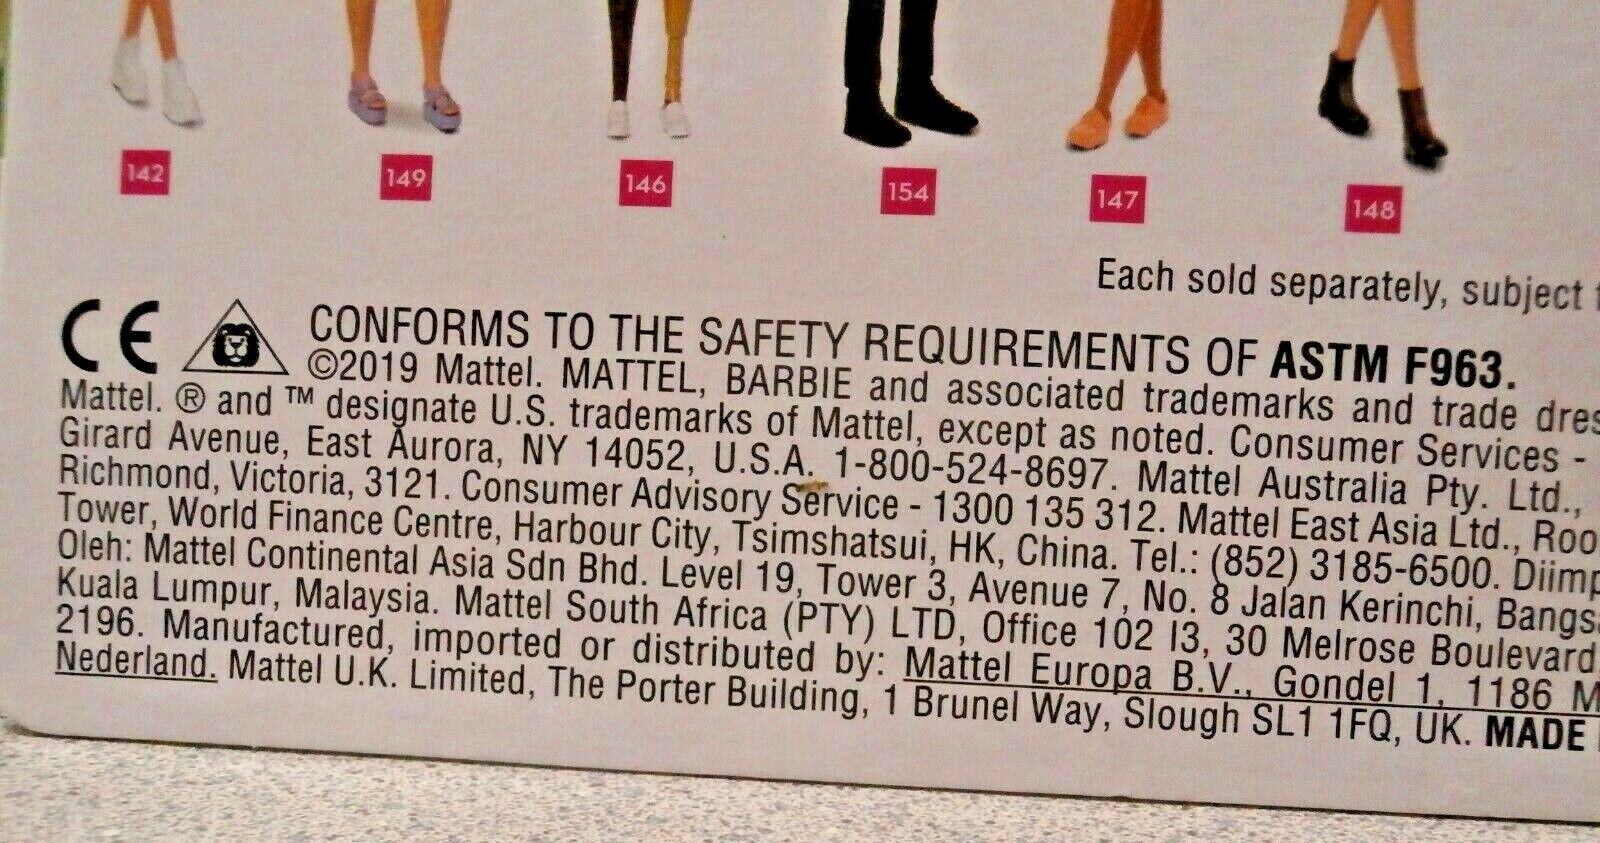 142 149 146 154 147 148
Each sold separately, subject
CE CONFORMS TO THE SAFETY REQUIREMENTS OF ASTM F963.
©2019 Mattel. MATTEL, BARBIE and associated trademarks and trade
Mattel. ® and ™ designate U.S. trademarks of Mattel, except as noted. Consumer Services -
Girard Avenue, East Aurora, NY 14052, U.S.A. 1-800-524-8697. Mattel Australia Pty. Ltd.,
Richmond, Victoria, 3121. Consumer Advisory Service - 1300 135 312. Mattel East Asia Ltd.,
Tower, World Finance Centre, Harbour City, Tsimshatsui, HK, China. Tel.: (852) 3185-6500.
Oleh: Mattel Continental Asia Sdn Bhd. Level 19, Tower 3, Avenue 7, No. 8 Jalan Kerinchi,
Kuala Lumpur, Malaysia. Mattel South Africa (PTY) LTD, Office 102 I3, 30 Melrose Boulevard
2196. Manufactured, imported or distributed by: Mattel Europa B.V., Gondel 1, 1186
Nederland. Mattel U.K. Limited, The Porter Building, 1 Brunel Way, Slough SL1 1FQ, UK. MADE